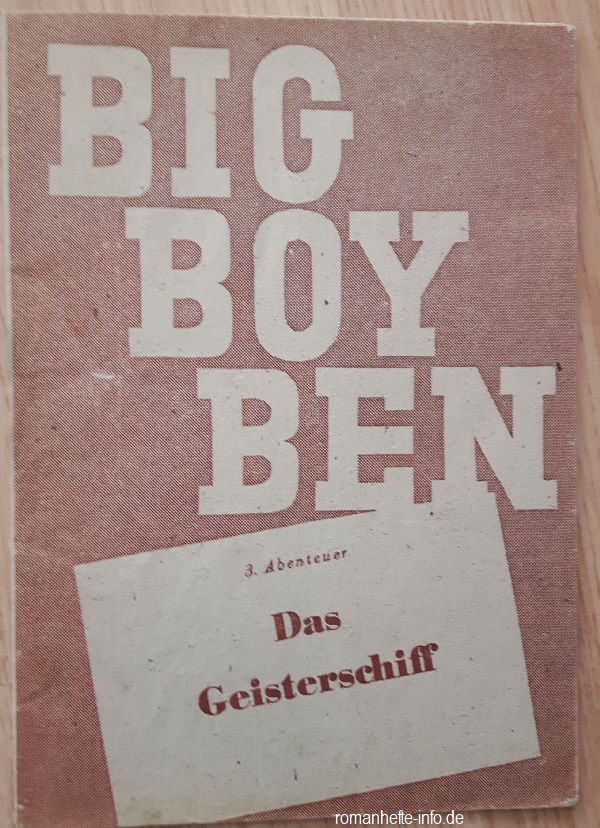 BIG
BOY
BEN
3. Abenteuer
Das
Geisterschiff
romanhefte-info.de